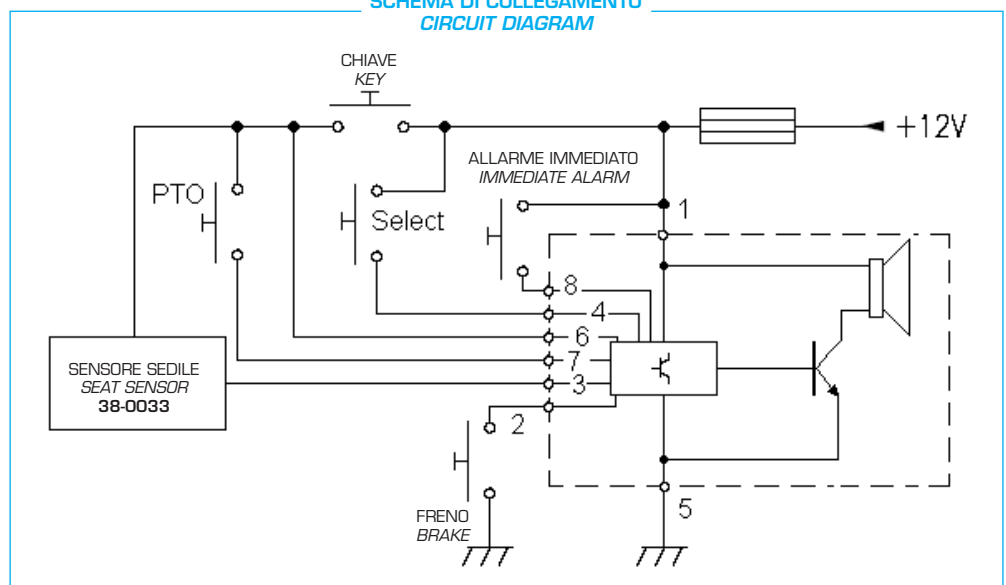 SCHEMA DI COLLEGAMENTO
CIRCUIT DIAGRAM
CHIAVE
KEY
+12V
ALLARME IMMEDIATO
IMMEDIATE ALARM
PTO
Select
1
8
4
6
7
3
2
5
SENSORE SEDILE
SEAT SENSOR
38-0033
FRENO
BRAKE